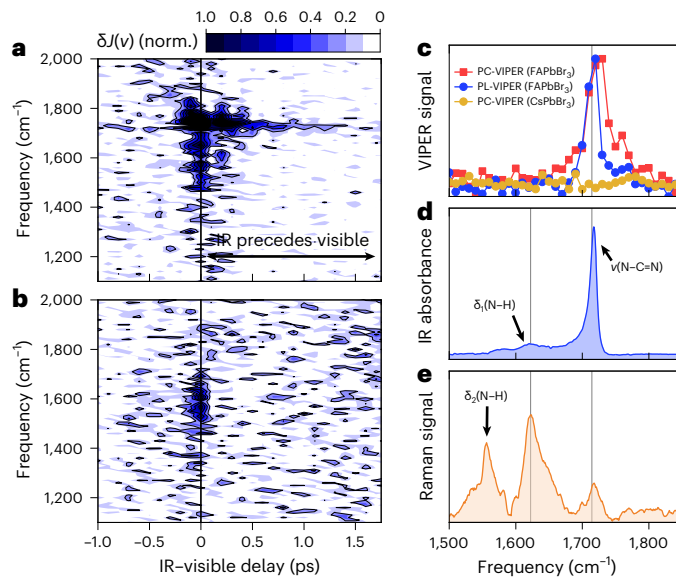 a
δJ(ν) (norm.)
1.0 0.8 0.6 0.4 0.2 0
Frequency (cm⁻¹)
2,000
1,800
1,600
1,400
1,200
IR precedes visible
b
Frequency (cm⁻¹)
2,000
1,800
1,600
1,400
1,200
-1.0 -0.5 0 0.5 1.0 1.5
IR–visible delay (ps)
c
VIPER signal
PC-VIPER (FAPbBr₃)
PL-VIPER (FAPbBr₃)
PC-VIPER (CsPbBr₃)
d
IR absorbance
ν(N–C=N)
δ₁(N–H)
e
Raman signal
δ₂(N–H)
1,500 1,600 1,700 1,800
Frequency (cm⁻¹)